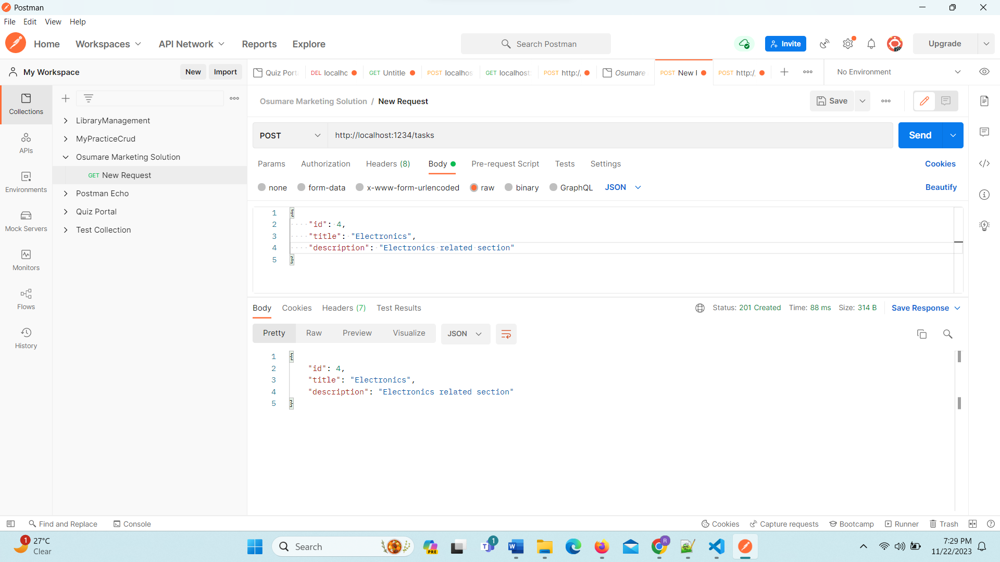 Postman
File Edit View Help
Home Workspaces API Network Reports Explore Search Postman Invite Upgrade
My Workspace New Import Quiz Port DEL localhc GET Untitle POST localhos GET localhost: POST http:/, Osumare POST New I POST http:/, No Environment
Osumare Marketing Solution / New Request Save
Collections
LibraryManagement
MyPracticeCrud
Osumare Marketing Solution
GET New Request
Postman Echo
Quiz Portal
Test Collection
APIs
Environments
Mock Servers
Monitors
Flows
History
POST http://localhost:1234/tasks Send
Params Authorization Headers (8) Body Pre-request Script Tests Settings Cookies
none form-data x-www-form-urlencoded raw binary GraphQL JSON Beautify
1 {
2 "id": 4,
3 "title": "Electronics",
4 "description": "Electronics related section"
5 }
Body Cookies Headers (7) Test Results Status: 201 Created Time: 88 ms Size: 314 B Save Response
Pretty Raw Preview Visualize JSON
1 {
2 "id": 4,
3 "title": "Electronics",
4 "description": "Electronics related section"
5 }
Find and Replace Console Cookies Capture requests Bootcamp Runner Trash
1 27°C
Clear
Search PRE 1 R
7:29 PM
11/22/2023